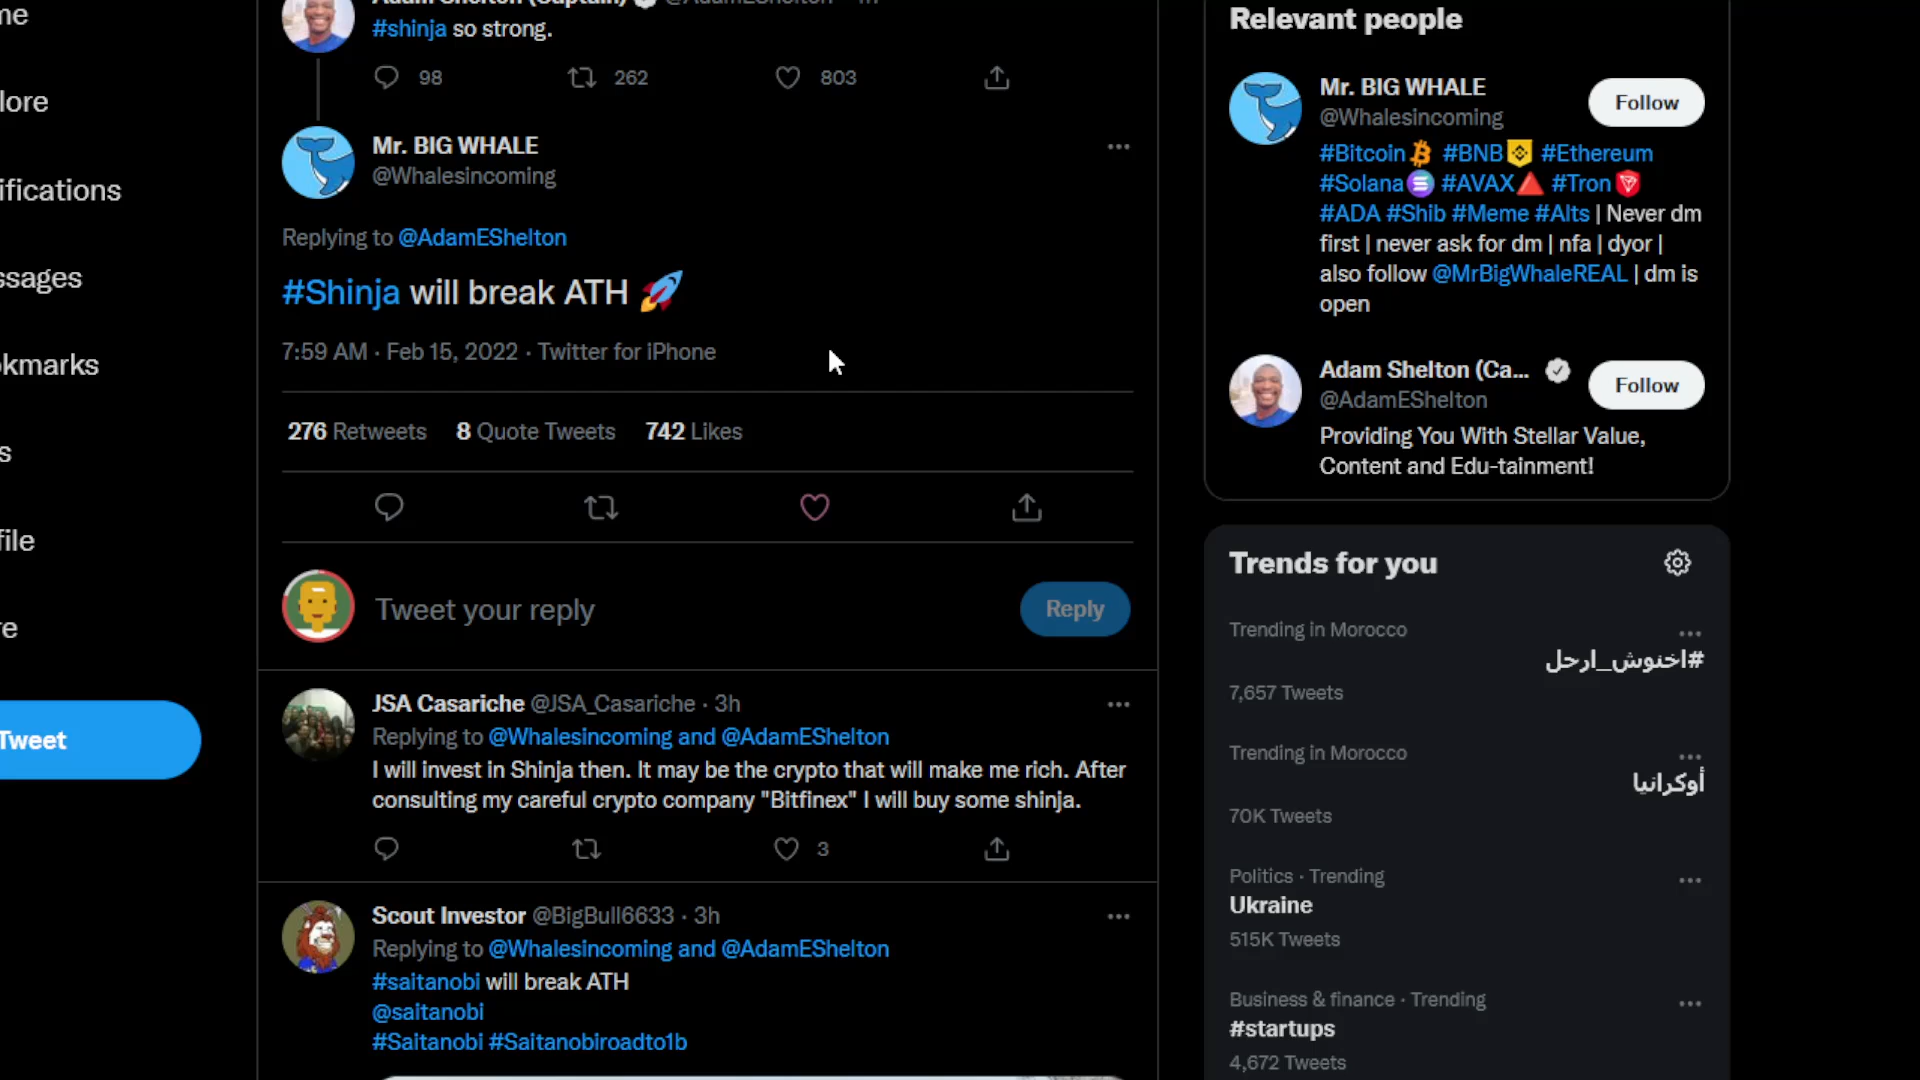 me
lore
ifications
ssages
okmarks
s
file
re
Tweet
Adam Shelton (Captain) @AdamEShelton
#shinja so strong.
98 262 803
Mr. BIG WHALE
@Whalesincoming
Replying to @AdamEShelton
#Shinja will break ATH 🚀
7:59 AM · Feb 15, 2022 · Twitter for iPhone
276 Retweets 8 Quote Tweets 742 Likes
Tweet your reply
Reply
JSA Casariche @JSA_Casariche · 3h
Replying to @Whalesincoming and @AdamEShelton
I will invest in Shinja then. It may be the crypto that will make me rich. After
consulting my careful crypto company "Bitfinex" I will buy some shinja.
3
Scout Investor @BigBull6633 · 3h
Replying to @Whalesincoming and @AdamEShelton
#saitanobi will break ATH
@saitanobi
#Saitanobi #Saitanobiroadto1b
Relevant people
Mr. BIG WHALE
@Whalesincoming
Follow
#Bitcoin #BNB #Ethereum
#Solana #AVAX #Tron
#ADA #Shib #Meme #Alts | Never dm
first | never ask for dm | nfa | dyor |
also follow @MrBigWhaleREAL | dm is
open
Adam Shelton (Ca...
@AdamEShelton
Follow
Providing You With Stellar Value,
Content and Edu-tainment!
Trends for you
Trending in Morocco
#اخنوش_ارحل
7,657 Tweets
Trending in Morocco
أوكرانيا
70K Tweets
Politics · Trending
Ukraine
515K Tweets
Business & finance · Trending
#startups
4,672 Tweets